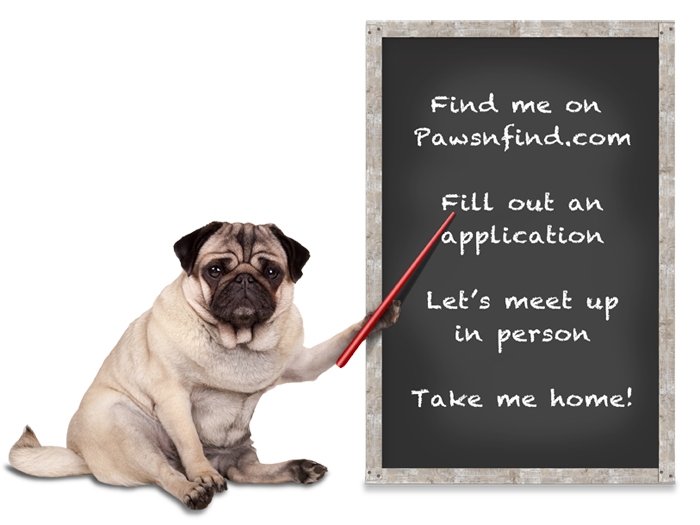 Find me on
Pawsnfind.com
Fill out an
application
Let's meet up
in person
Take me home!